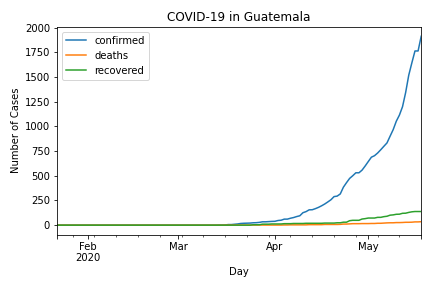 COVID-19 in Guatemala
confirmed
deaths
recovered
2000
1750
1500
1250
1000
750
500
250
0
Number of Cases
Feb
2020
Mar
Apr
May
Day